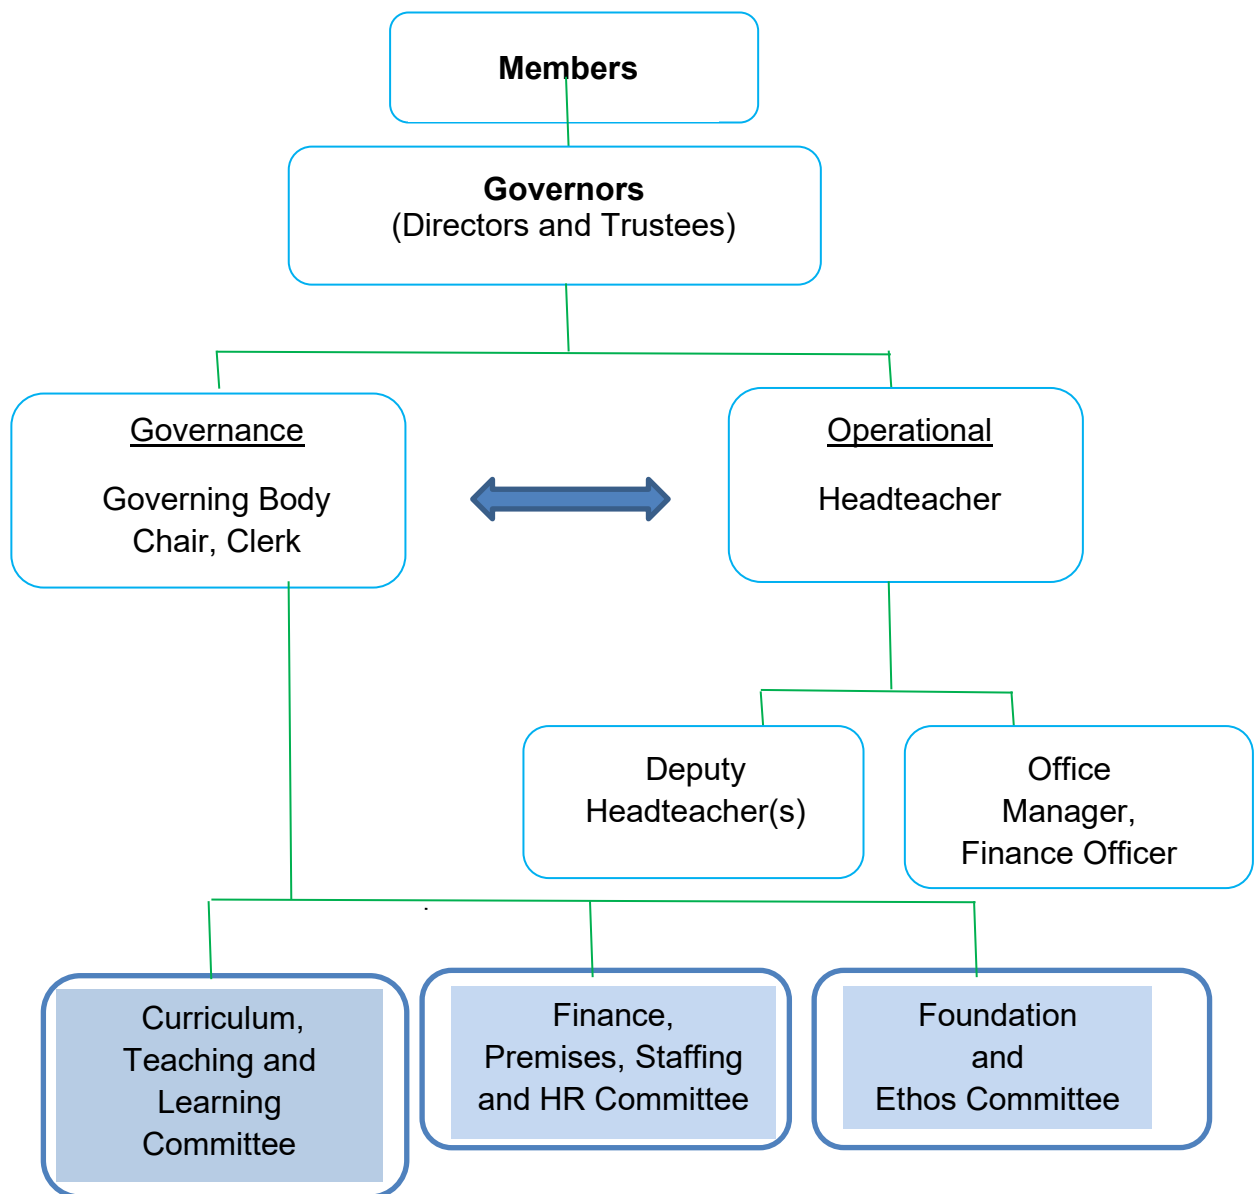 Members
Governors
(Directors and Trustees)
Governance
Governing Body
Chair, Clerk
Operational
Headteacher
Deputy
Headteacher(s)
Office
Manager,
Finance Officer
.
Curriculum,
Teaching and
Learning
Committee
Finance,
Premises, Staffing
and HR Committee
Foundation
and
Ethos Committee